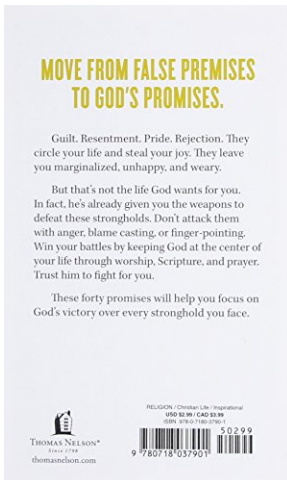 MOVE FROM FALSE PREMISES
TO GOD'S PROMISES.
Guilt. Resentment. Pride. Rejection. They
circle your life and steal your joy. They leave
you marginalized, unhappy, and weary.
But that's not the life God wants for you.
In fact, he's already given you the weapons to
defeat these strongholds. Don't attack them
with anger, blame casting, or finger-pointing.
Win your battles by keeping God at the center of
your life through worship, Scripture, and prayer.
Trust him to fight for you.
These forty promises will help you focus on
God's victory over every stronghold you face.
RELIGION / Christian Life / Inspirational
USD $2.99 / CAD $3.99
ISBN 978-0-7180-3790-1
50299
9 780718 037901
THOMAS NELSON®
Since 1798
thomasnelson.com